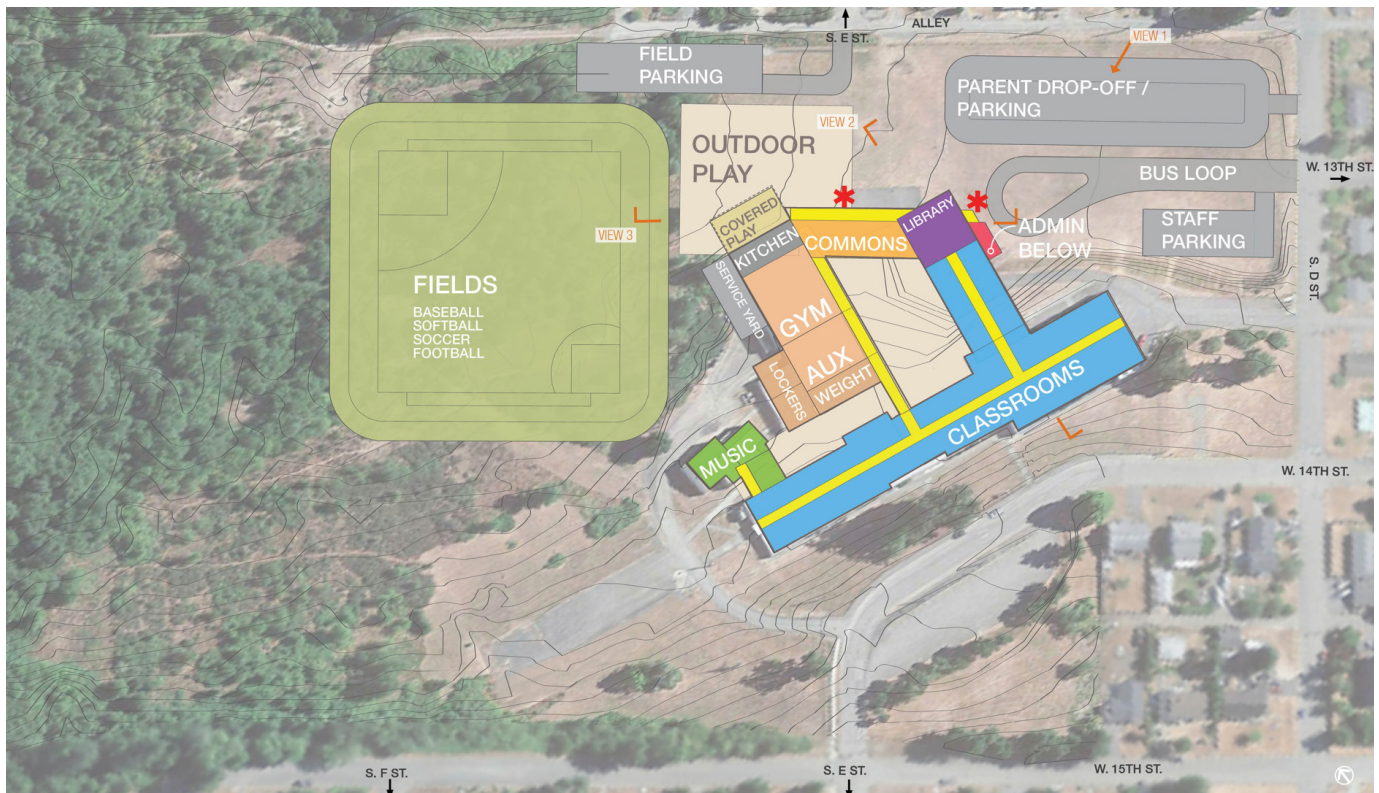 ALLEY
S. E ST.
VIEW 1
FIELD
PARKING
PARENT DROP-OFF /
PARKING
VIEW 2
OUTDOOR
PLAY
W. 13TH ST.
BUS LOOP
COVERED
PLAY
KITCHEN
COMMONS
LIBRARY
ADMIN
BELOW
STAFF
PARKING
VIEW 3
SERVICE YARD
S. D ST.
FIELDS
BASEBALL
SOFTBALL
SOCCER
FOOTBALL
GYM
AUX
WEIGHT
LOCKERS
CLASSROOMS
MUSIC
W. 14TH ST.
S. F ST.
S. E ST.
W. 15TH ST.